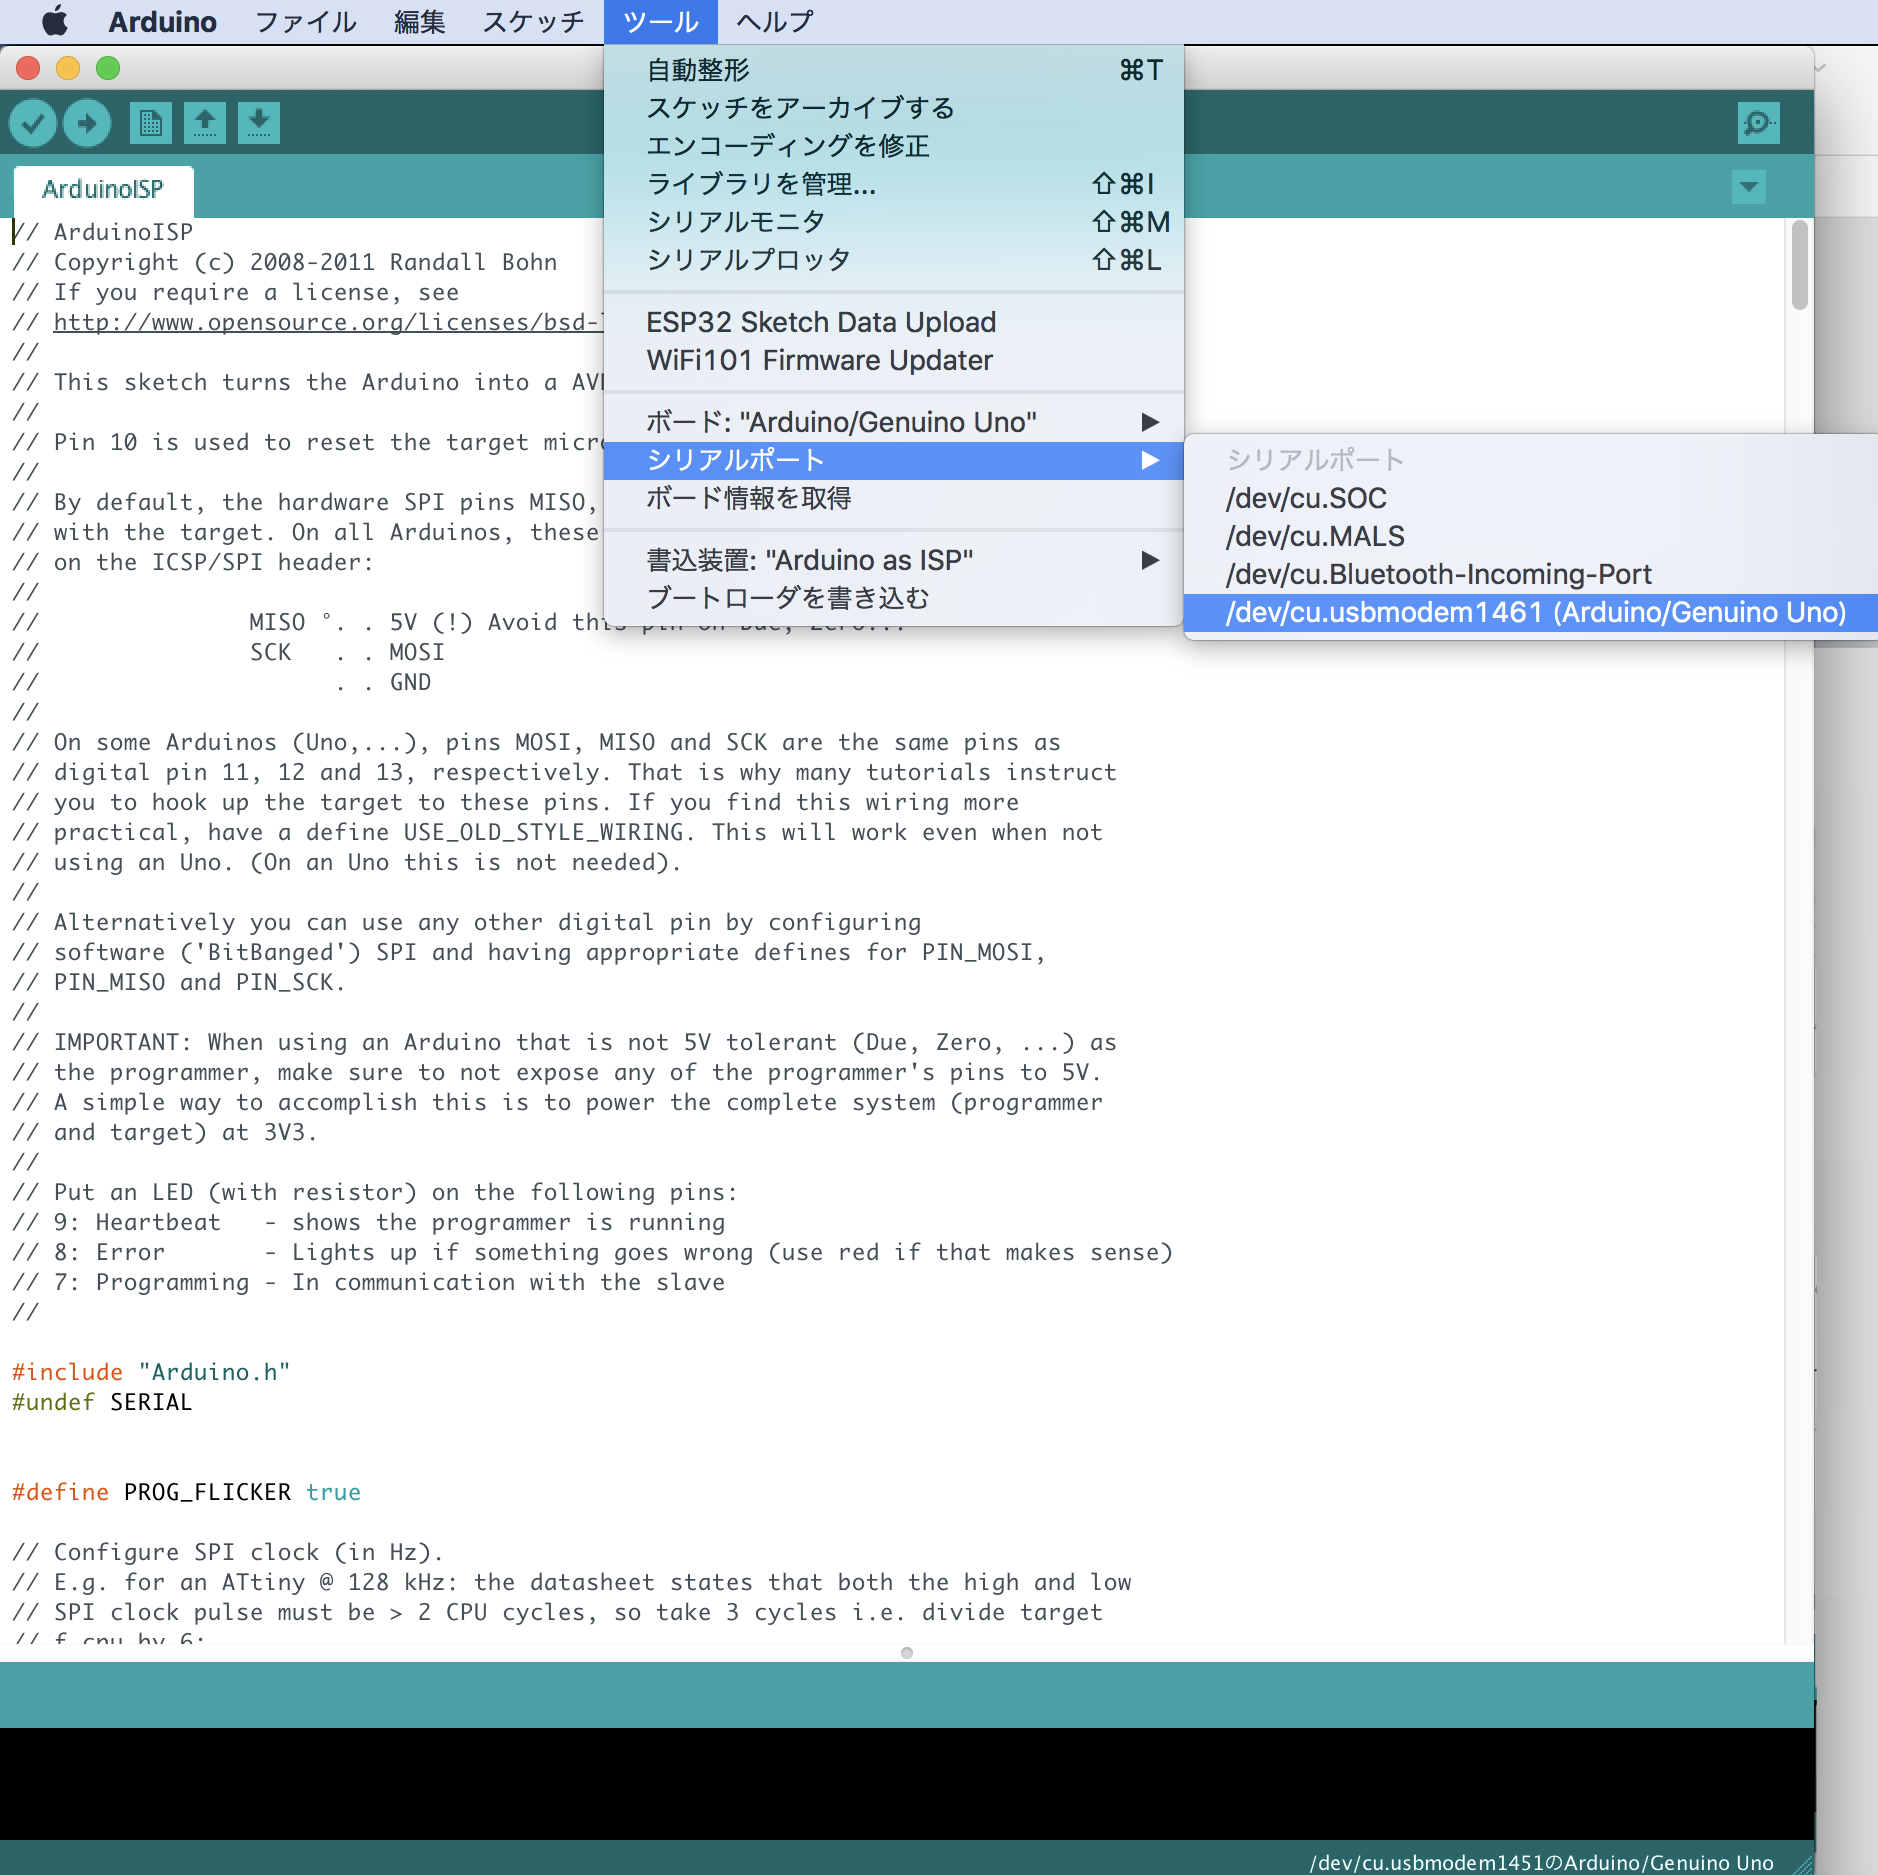 Arduino ファイル 編集 スケッチ ツール ヘルプ
自動整形 ⌘T
スケッチをアーカイブする
エンコーディングを修正
ライブラリを管理... ⇧⌘I
シリアルモニタ ⇧⌘M
シリアルプロッタ ⇧⌘L
ESP32 Sketch Data Upload
WiFi101 Firmware Updater
ボード: "Arduino/Genuino Uno"
シリアルポート
ボード情報を取得
書込装置: "Arduino as ISP"
ブートローダを書き込む
シリアルポート
/dev/cu.SOC
/dev/cu.MALS
/dev/cu.Bluetooth-Incoming-Port
/dev/cu.usbmodem1461 (Arduino/Genuino Uno)
ArduinoISP
// ArduinoISP
// Copyright (c) 2008-2011 Randall Bohn
// If you require a license, see
// http://www.opensource.org/licenses/bsd-
//
// This sketch turns the Arduino into a
//
// Pin 10 is used to reset the target
//
// By default, the hardware SPI pins MISO,
// with the target. On all Arduinos, these
// on the ICSP/SPI header:
//
// MISO °. . 5V (!) Avoid this pin on Due, Zero...
// SCK . . MOSI
// . . GND
//
// On some Arduinos (Uno,...), pins MOSI, MISO and SCK are the same pins as
// digital pin 11, 12 and 13, respectively. That is why many tutorials instruct
// you to hook up the target to these pins. If you find this wiring more
// practical, have a define USE_OLD_STYLE_WIRING. This will work even when not
// using an Uno. (On an Uno this is not needed).
//
// Alternatively you can use any other digital pin by configuring
// software ('BitBanged') SPI and having appropriate defines for PIN_MOSI,
// PIN_MISO and PIN_SCK.
//
// IMPORTANT: When using an Arduino that is not 5V tolerant (Due, Zero, ...) as
// the programmer, make sure to not expose any of the programmer's pins to 5V.
// A simple way to accomplish this is to power the complete system (programmer
// and target) at 3V3.
//
// Put an LED (with resistor) on the following pins:
// 9: Heartbeat - shows the programmer is running
// 8: Error - Lights up if something goes wrong (use red if that makes sense)
// 7: Programming - In communication with the slave
//
#include "Arduino.h"
#undef SERIAL
#define PROG_FLICKER true
// Configure SPI clock (in Hz).
// E.g. for an ATtiny @ 128 kHz: the datasheet states that both the high and low
// SPI clock pulse must be > 2 CPU cycles, so take 3 cycles i.e. divide target
// f_cpu by 6:
/dev/cu.usbmodem1451のArduino/Genuino Uno